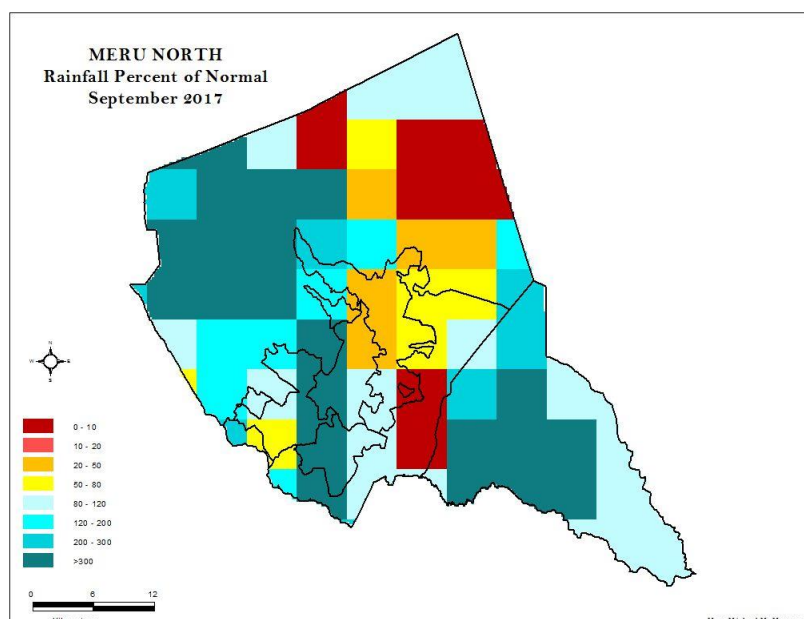 MERU NORTH
Rainfall Percent of Normal
September 2017
N
W E
S
0 - 10
10 - 20
20 - 50
50 - 80
80 - 120
120 - 200
200 - 300
>300
0 6 12